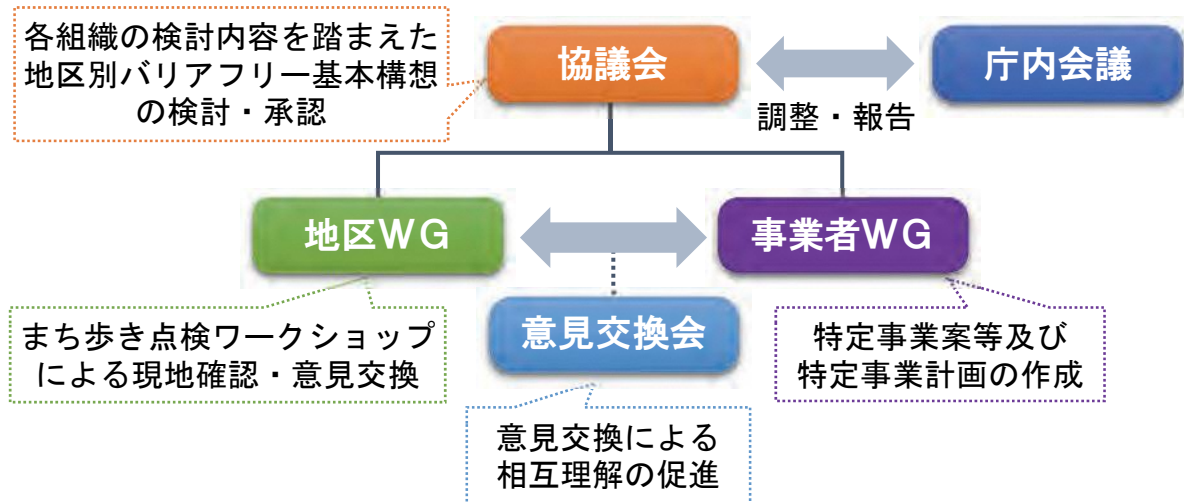 各組織の検討内容を踏まえた
地区別バリアフリー基本構想
の検討・承認
協議会
庁内会議
調整・報告
地区WG
事業者WG
まち歩き点検ワークショップ
による現地確認・意見交換
意見交換会
特定事業案等及び
特定事業計画の作成
意見交換による
相互理解の促進